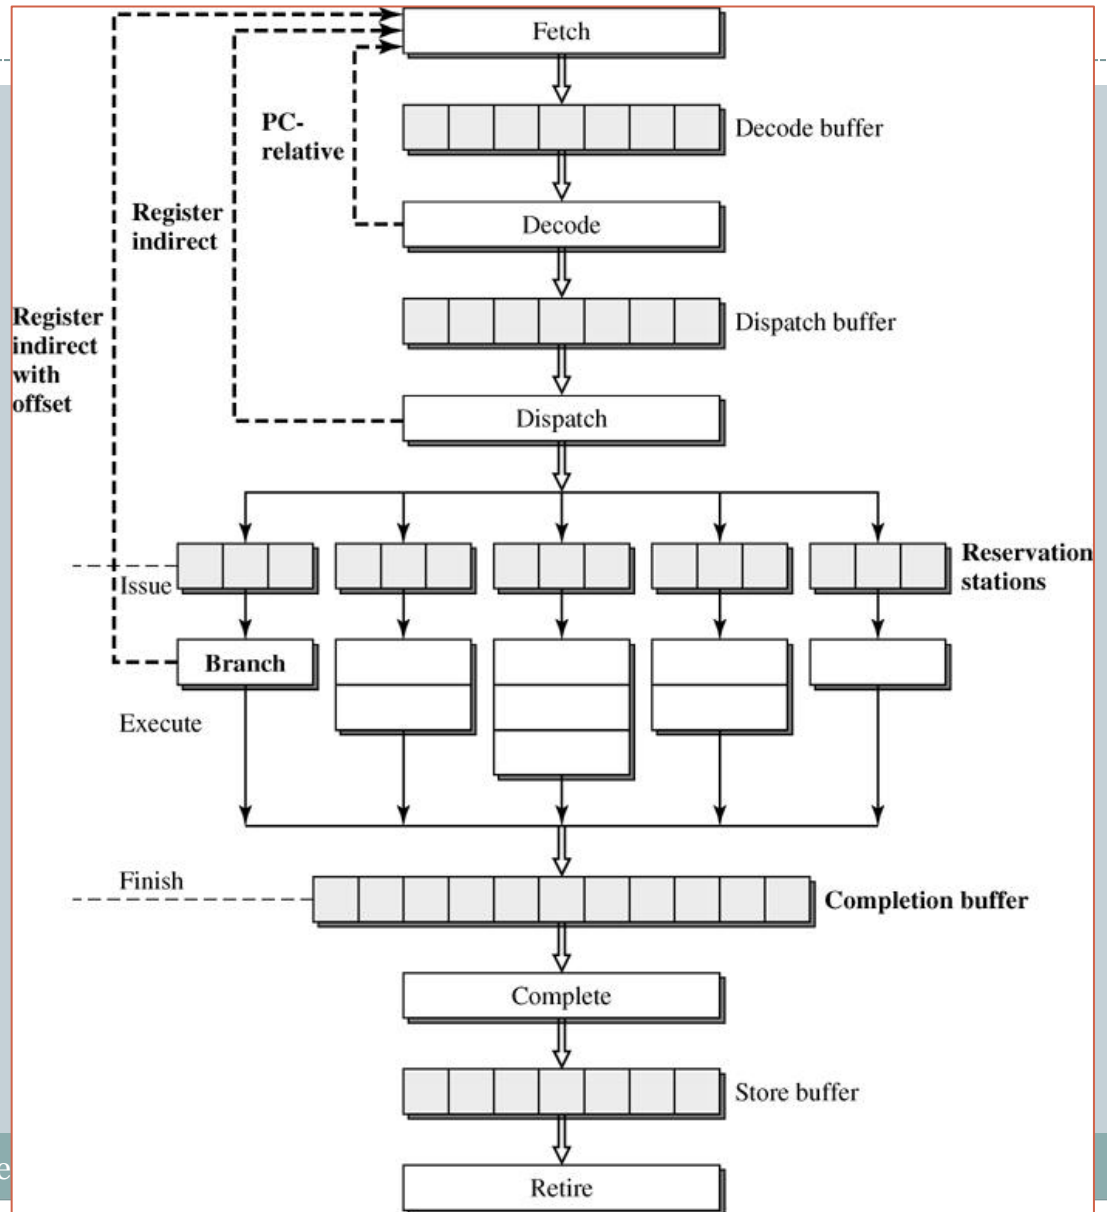 Fetch
PC-
relative
Decode buffer
Register
indirect
Decode
Register
indirect
with
offset
Dispatch buffer
Dispatch
Reservation
stations
Issue
Branch
Execute
Finish
Completion buffer
Complete
Store buffer
e
Retire